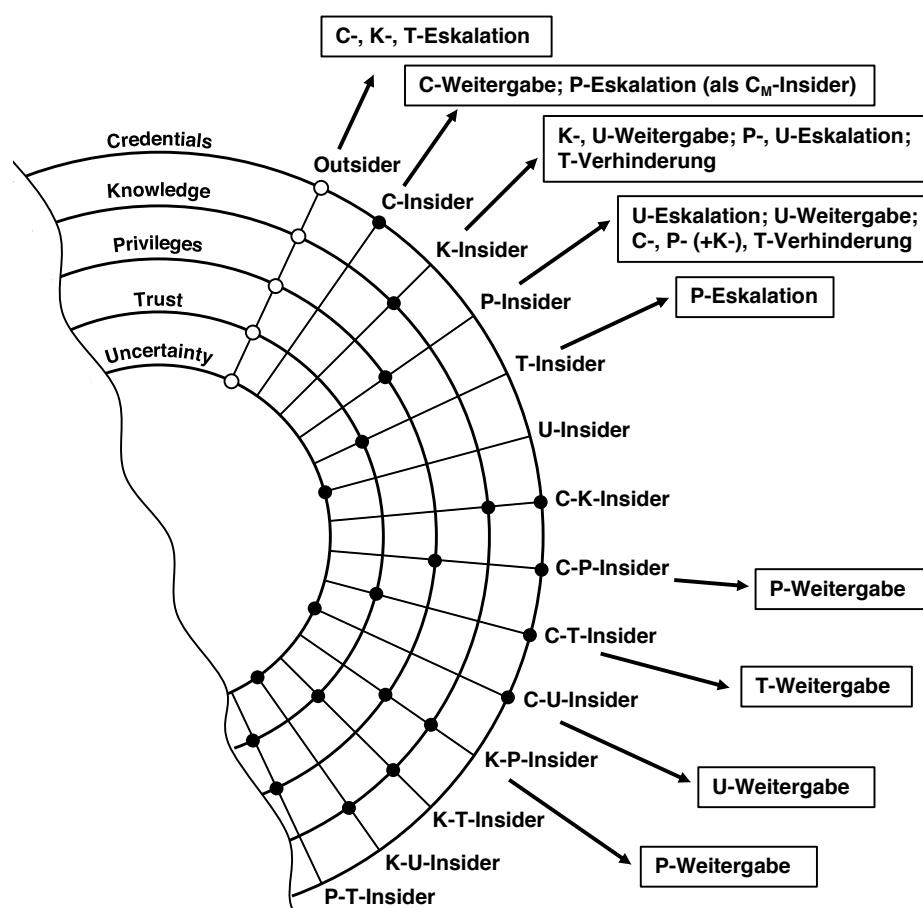 C-, K-, T-Eskalation
C-Weitergabe; P-Eskalation (als CM-Insider)
K-, U-Weitergabe; P-, U-Eskalation;
T-Verhinderung
U-Eskalation; U-Weitergabe;
C-, P- (+K-), T-Verhinderung
P-Eskalation
Credentials
Knowledge
Privileges
Trust
Uncertainty
Outsider
C-Insider
K-Insider
P-Insider
T-Insider
U-Insider
C-K-Insider
C-P-Insider
P-Weitergabe
C-T-Insider
T-Weitergabe
C-U-Insider
U-Weitergabe
K-P-Insider
P-Weitergabe
K-T-Insider
K-U-Insider
P-T-Insider